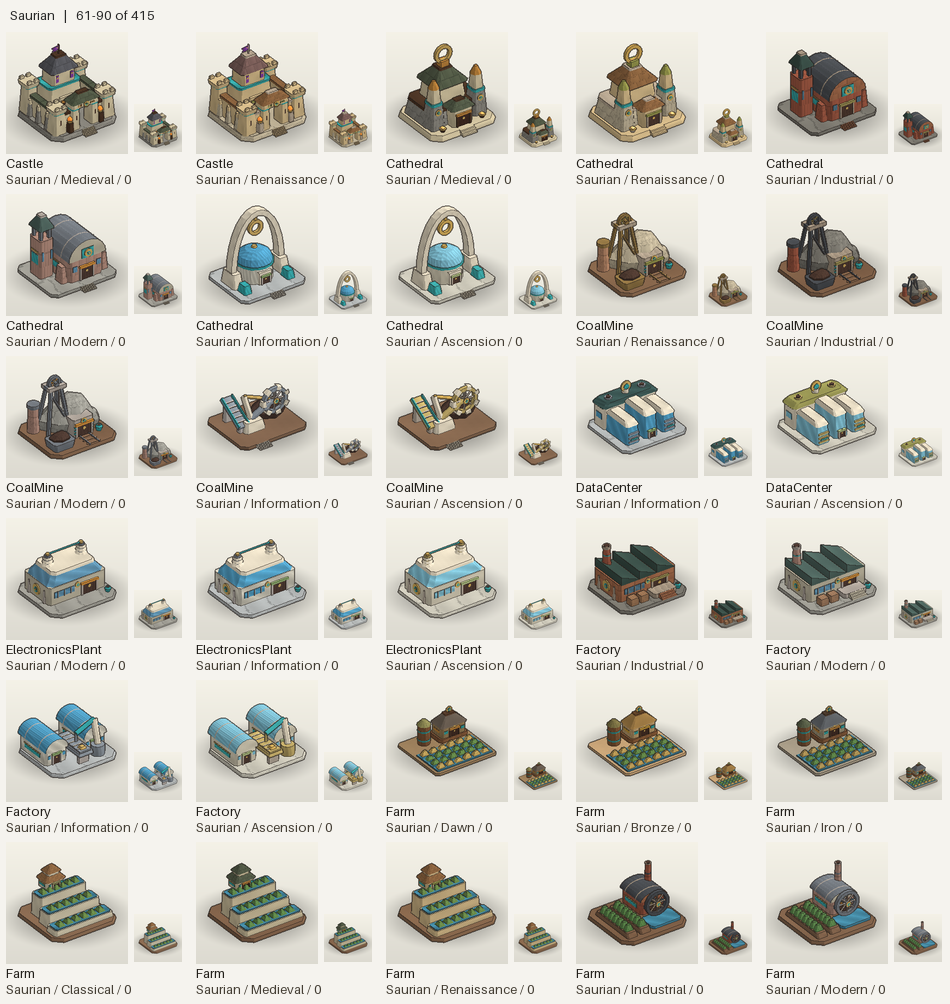 Saurian | 61-90 of 415
Castle
Saurian / Medieval / 0
Castle
Saurian / Renaissance / 0
Cathedral
Saurian / Medieval / 0
Cathedral
Saurian / Renaissance / 0
Cathedral
Saurian / Industrial / 0
Cathedral
Saurian / Modern / 0
Cathedral
Saurian / Information / 0
Cathedral
Saurian / Ascension / 0
CoalMine
Saurian / Renaissance / 0
CoalMine
Saurian / Industrial / 0
CoalMine
Saurian / Modern / 0
CoalMine
Saurian / Information / 0
CoalMine
Saurian / Ascension / 0
DataCenter
Saurian / Information / 0
DataCenter
Saurian / Ascension / 0
ElectronicsPlant
Saurian / Modern / 0
ElectronicsPlant
Saurian / Information / 0
ElectronicsPlant
Saurian / Ascension / 0
Factory
Saurian / Industrial / 0
Factory
Saurian / Modern / 0
Factory
Saurian / Information / 0
Factory
Saurian / Ascension / 0
Farm
Saurian / Dawn / 0
Farm
Saurian / Bronze / 0
Farm
Saurian / Iron / 0
Farm
Saurian / Classical / 0
Farm
Saurian / Medieval / 0
Farm
Saurian / Renaissance / 0
Farm
Saurian / Industrial / 0
Farm
Saurian / Modern / 0